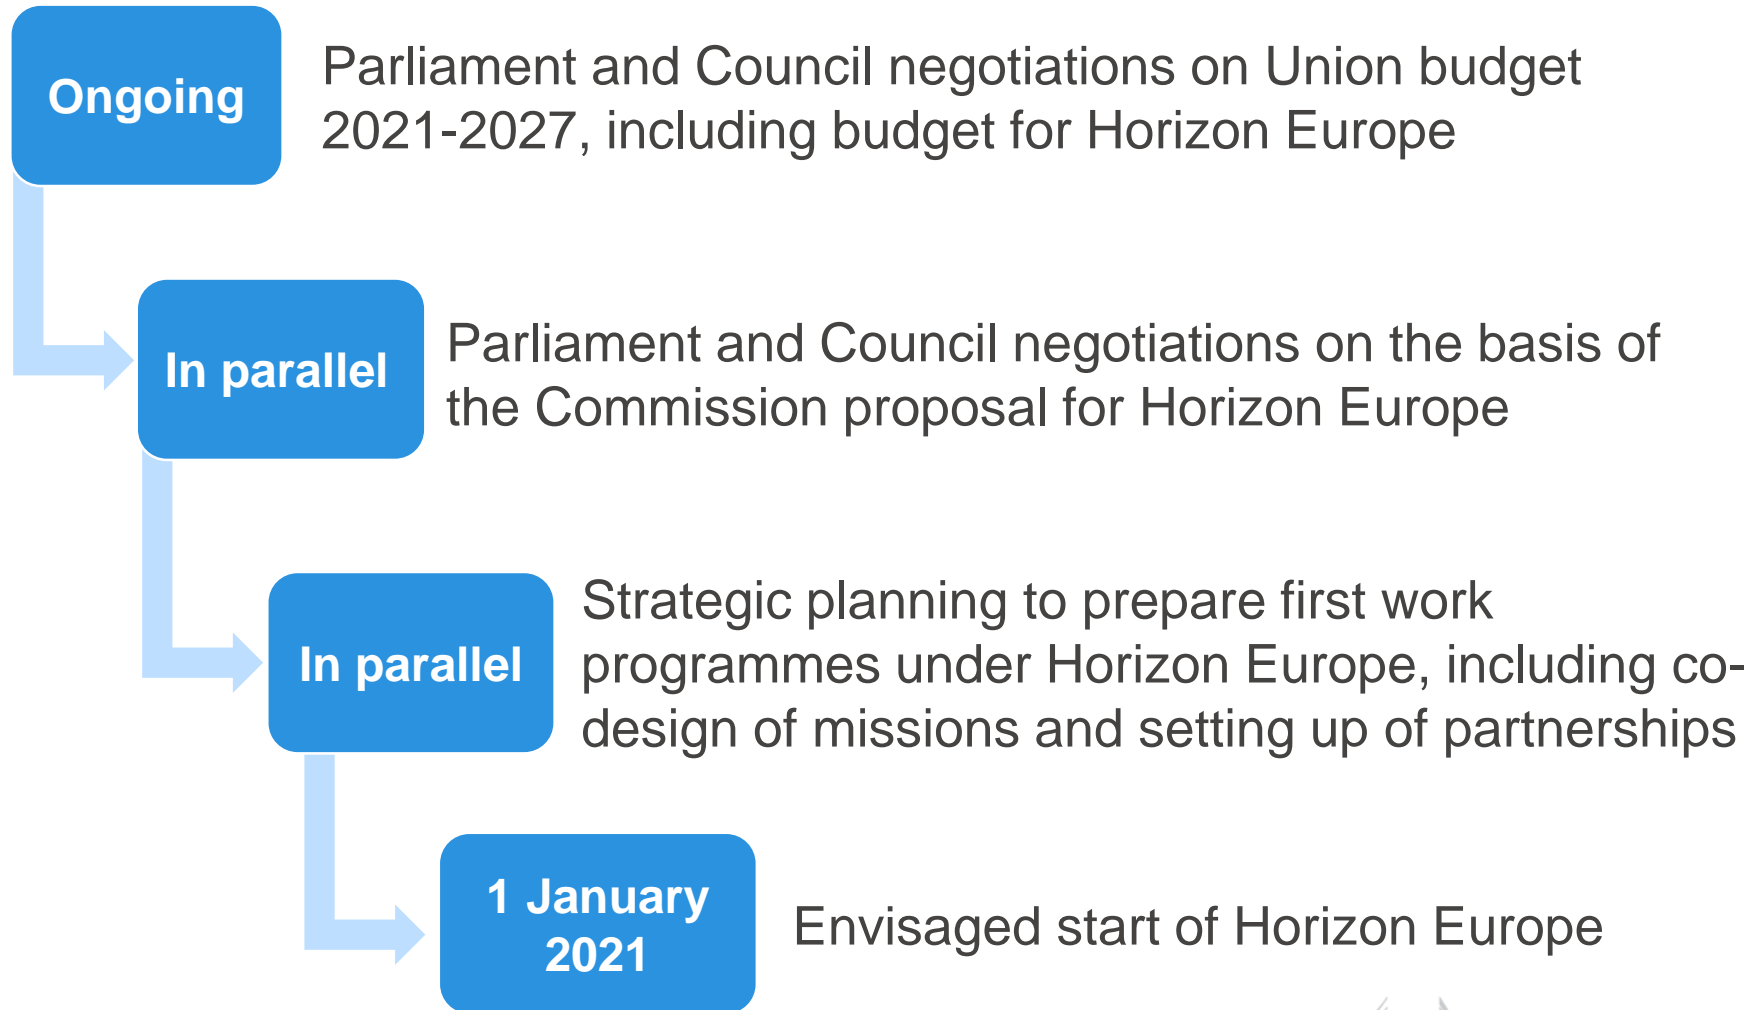 Ongoing
Parliament and Council negotiations on Union budget
2021-2027, including budget for Horizon Europe
In parallel
Parliament and Council negotiations on the basis of
the Commission proposal for Horizon Europe
In parallel
Strategic planning to prepare first work
programmes under Horizon Europe, including co-
design of missions and setting up of partnerships
1 January
2021
Envisaged start of Horizon Europe